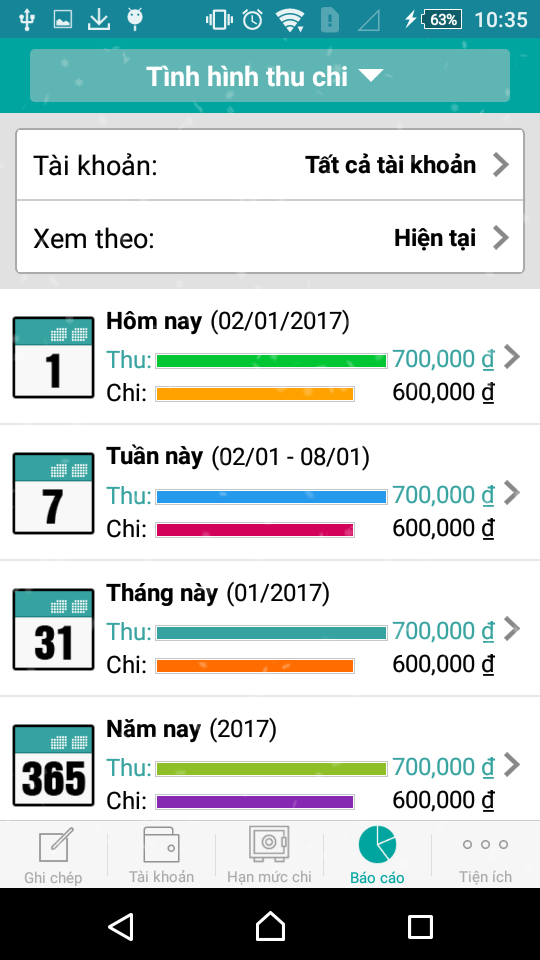 63% 10:35
Tình hình thu chi
Tài khoản: Tất cả tài khoản
Xem theo: Hiện tại
1
Hôm nay (02/01/2017)
Thu: 700,000 ₫
Chi: 600,000 ₫
7
Tuần này (02/01 - 08/01)
Thu: 700,000 ₫
Chi: 600,000 ₫
31
Tháng này (01/2017)
Thu: 700,000 ₫
Chi: 600,000 ₫
365
Năm nay (2017)
Thu: 700,000 ₫
Chi: 600,000 ₫
Ghi chép Tài khoản Hạn mức chi Báo cáo Tiện ích